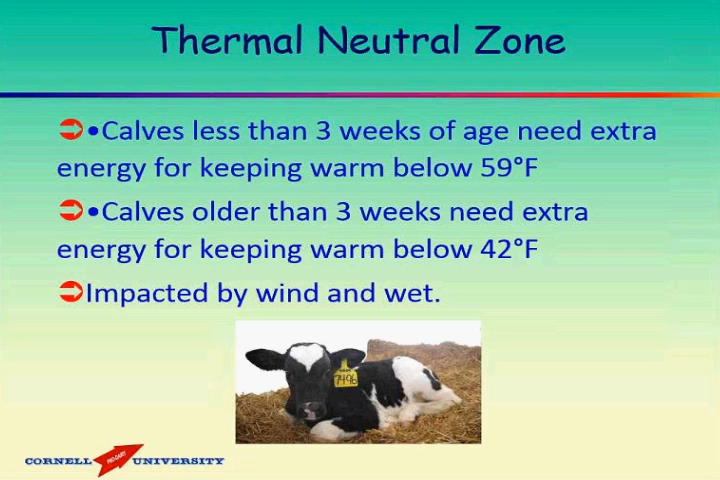 Thermal Neutral Zone
•Calves less than 3 weeks of age need extra
energy for keeping warm below 59°F
•Calves older than 3 weeks need extra
energy for keeping warm below 42°F
Impacted by wind and wet.
7496
CORNELL PRO-DAIRY UNIVERSITY